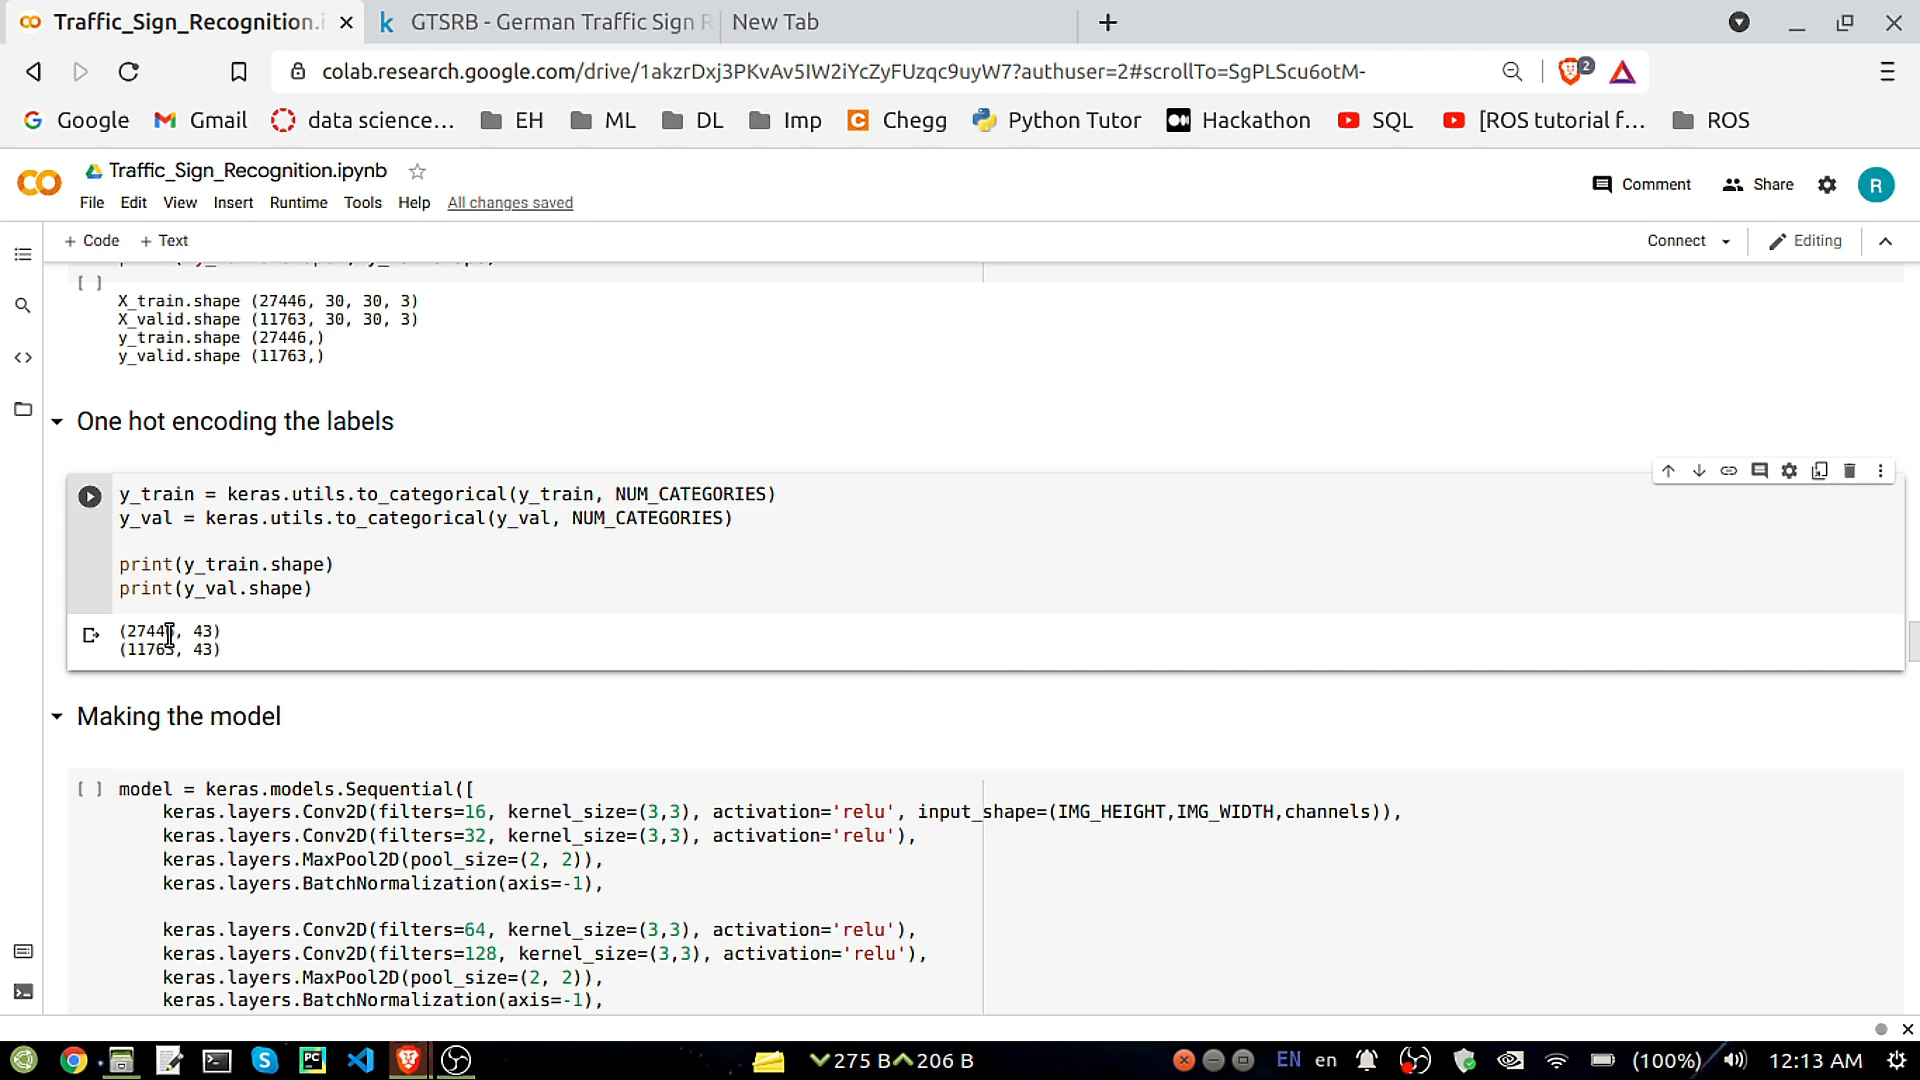 Traffic_Sign_Recognition.i
GTSRB - German Traffic Sign R
New Tab
colab.research.google.com/drive/1akzrDxj3PKvAv5IW2iYcZyFUzqc9uyW7?authuser=2#scrollTo=SgPLScu6otM-
2
Google
Gmail
data science...
EH
ML
DL
Imp
Chegg
Python Tutor
Hackathon
SQL
[ROS tutorial f...
ROS
Traffic_Sign_Recognition.ipynb
Comment
Share
R
File
Edit
View
Insert
Runtime
Tools
Help
All changes saved
+ Code
+ Text
Connect
Editing
[ ]
X_train.shape (27446, 30, 30, 3)
X_valid.shape (11763, 30, 30, 3)
y_train.shape (27446,)
y_valid.shape (11763,)
One hot encoding the labels
y_train = keras.utils.to_categorical(y_train, NUM_CATEGORIES)
y_val = keras.utils.to_categorical(y_val, NUM_CATEGORIES)
print(y_train.shape)
print(y_val.shape)
(27446, 43)
(11763, 43)
Making the model
[ ] model = keras.models.Sequential([
keras.layers.Conv2D(filters=16, kernel_size=(3,3), activation='relu', input_shape=(IMG_HEIGHT,IMG_WIDTH,channels)),
keras.layers.Conv2D(filters=32, kernel_size=(3,3), activation='relu'),
keras.layers.MaxPool2D(pool_size=(2, 2)),
keras.layers.BatchNormalization(axis=-1),
keras.layers.Conv2D(filters=64, kernel_size=(3,3), activation='relu'),
keras.layers.Conv2D(filters=128, kernel_size=(3,3), activation='relu'),
keras.layers.MaxPool2D(pool_size=(2, 2)),
keras.layers.BatchNormalization(axis=-1),
275 B
206 B
EN
en
(100%)
12:13 AM